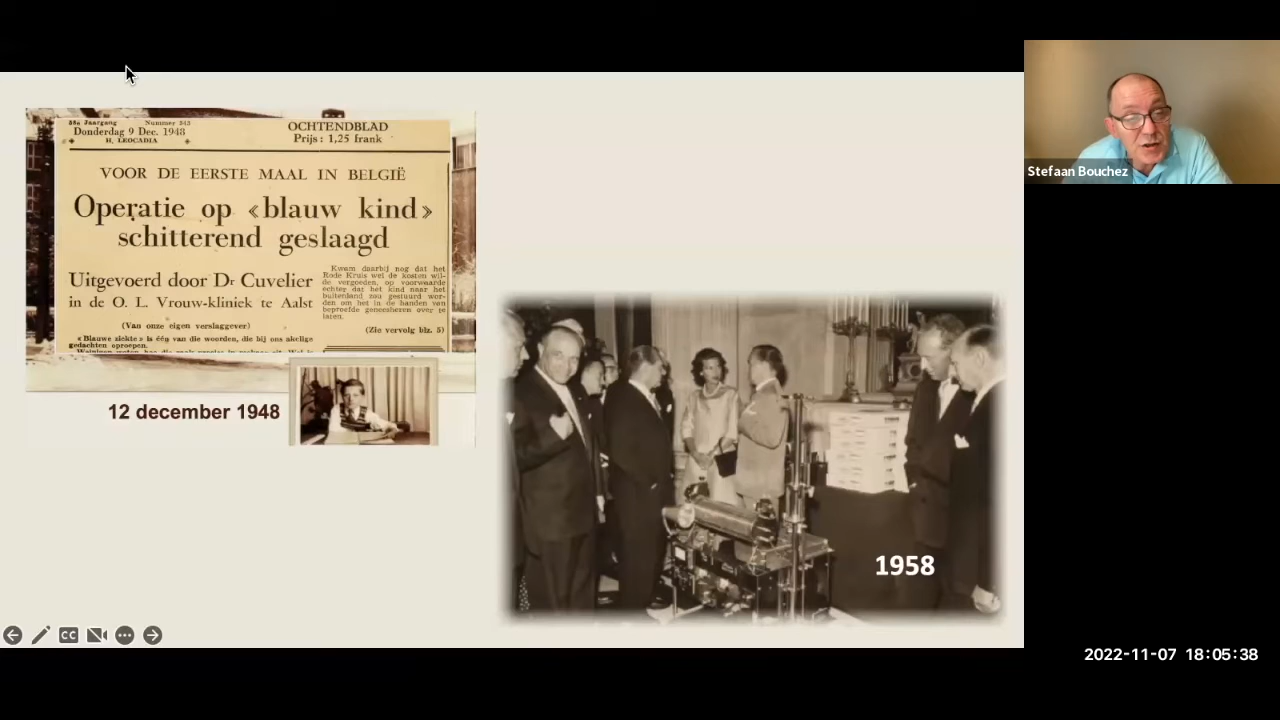 56e Jaargang Nummer 343
Donderdag 9 Dec. 1948
H. LEOCADIA
OCHTENDBLAD
Prijs : 1,25 frank
VOOR DE EERSTE MAAL IN BELGIË
Operatie op «blauw kind»
schitterend geslaagd
Uitgevoerd door Dr Cuvelier
in de O. L. Vrouw-kliniek te Aalst
(Van onze eigen verslaggever)
« Blauwe ziekte » is één van die woorden, die bij ons akelige
gedachten oproepen.
Kwam daarbij nog dat het
Rode Kruis wel de kosten wil-
de vergoeden, op voorwaarde
echter dat het kind naar het
buitenland zou gestuurd wor-
den om het in de handen van
beproefde geneesheren over te
laten.
(Zie vervolg blz. 5)
12 december 1948
1958
Stefaan Bouchez
CC
2022-11-07 18:05:38